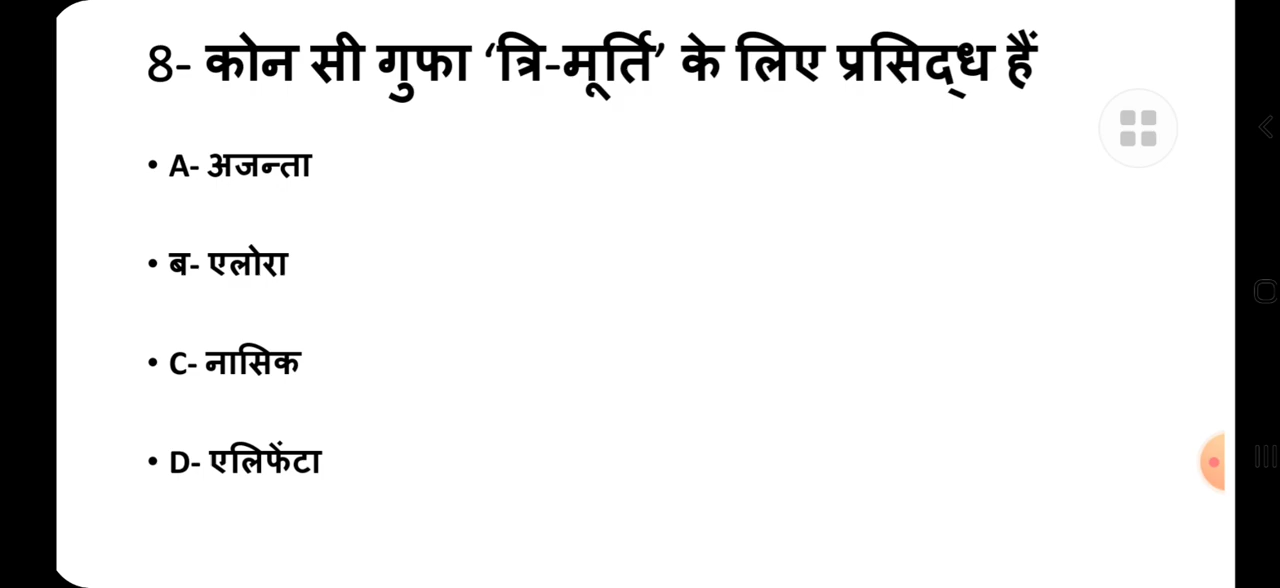 8- कोन सी गुफा ‘त्रि-मूर्ति’ के लिए प्रसिद्ध हैं
• A- अजन्ता
• ब- एलोरा
• C- नासिक
• D- एलिफेंटा